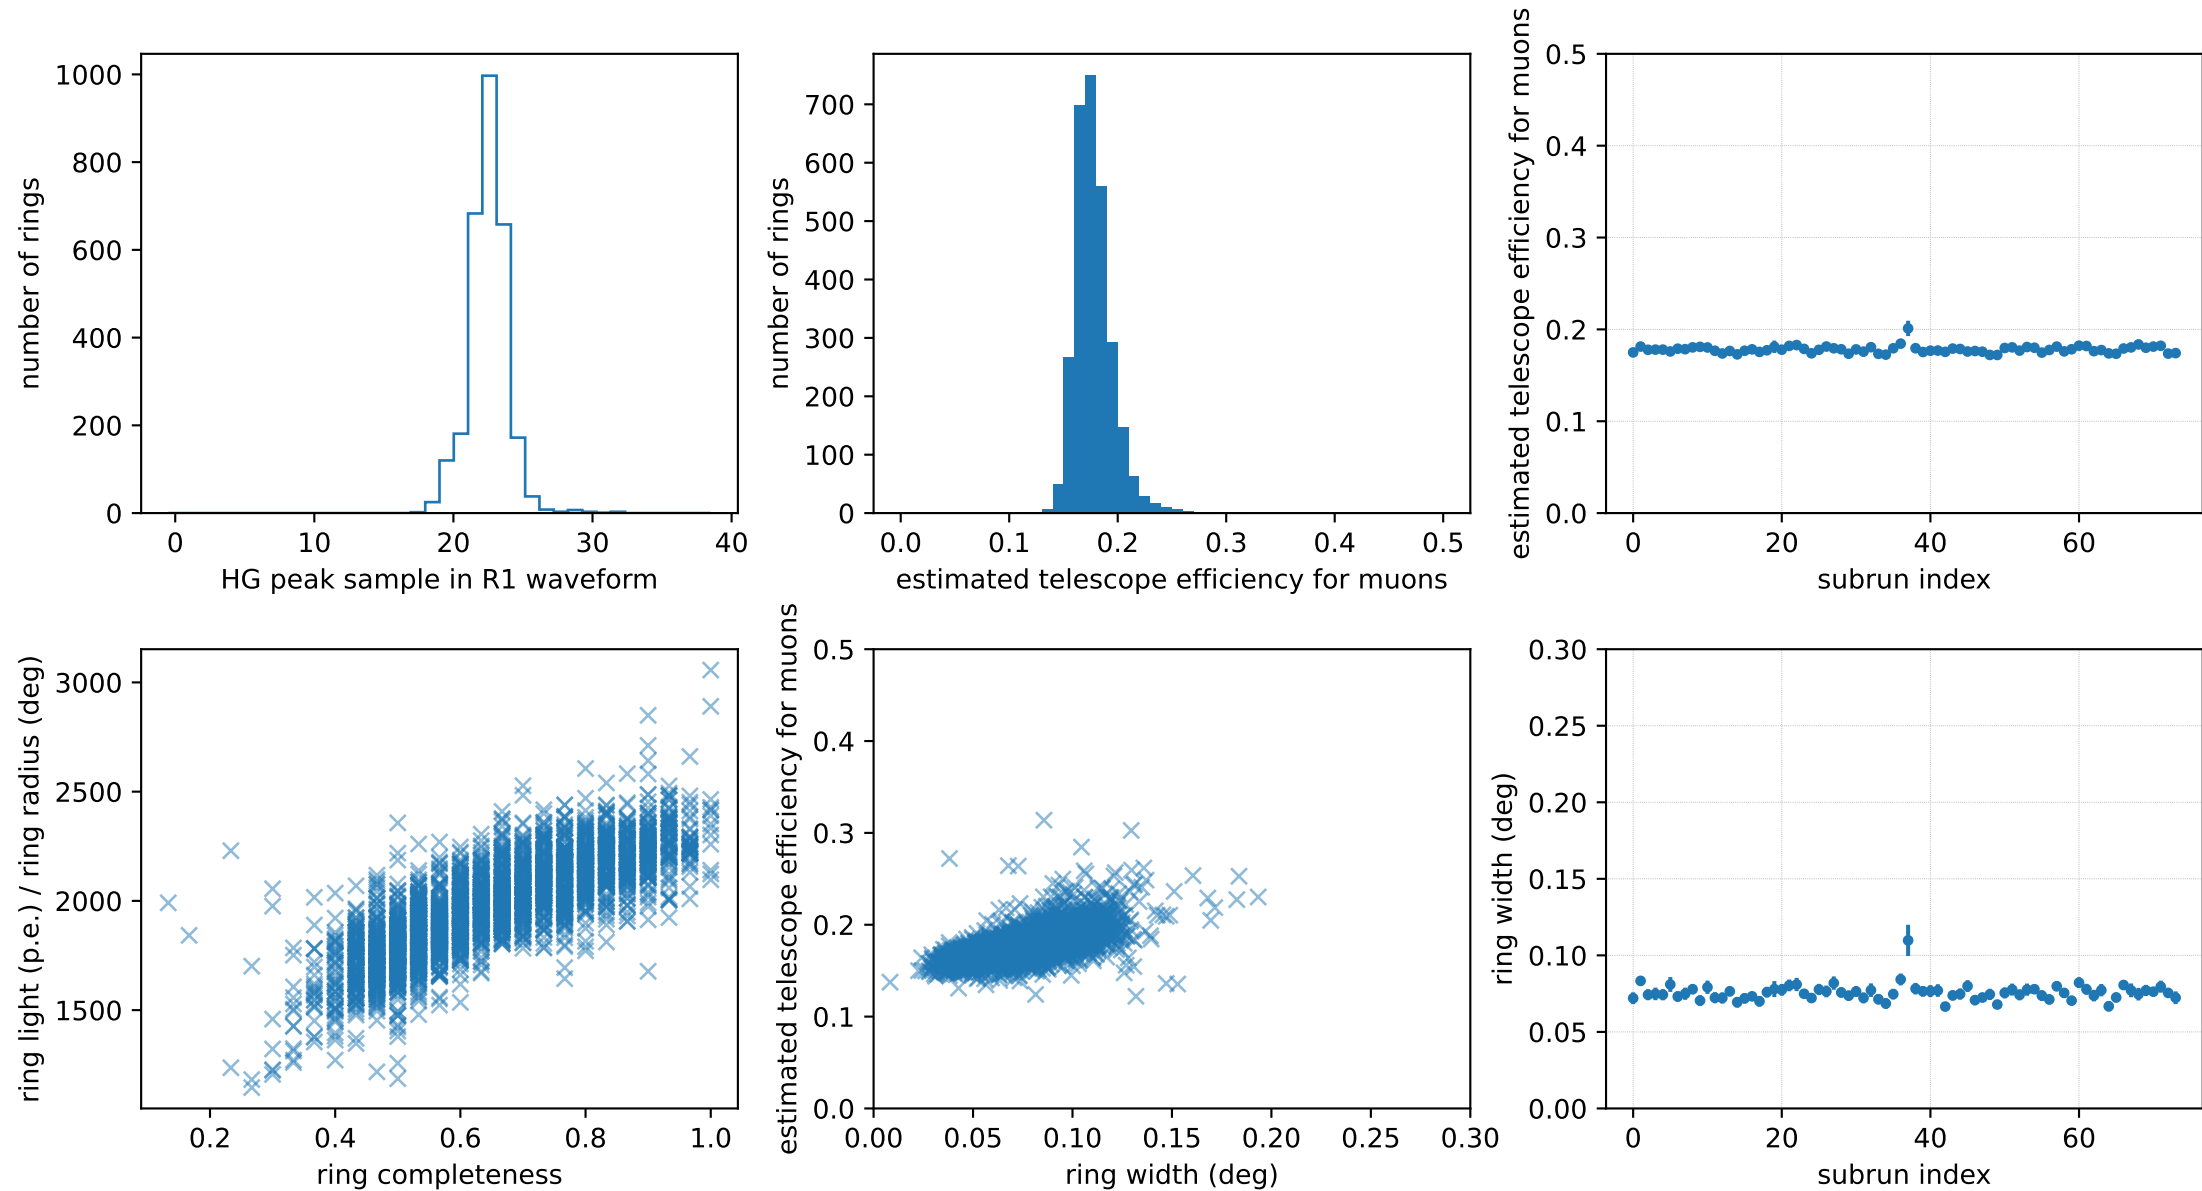 number of rings
1000
800
600
400
200
0
0 10 20 30 40
HG peak sample in R1 waveform
number of rings
700
600
500
400
300
200
100
0
0.0 0.1 0.2 0.3 0.4 0.5
estimated telescope efficiency for muons
estimated telescope efficiency for muons
0.5
0.4
0.3
0.2
0.1
0.0
0 20 40 60
subrun index
ring light (p.e.) / ring radius (deg)
3000
2500
2000
1500
0.2 0.4 0.6 0.8 1.0
ring completeness
estimated telescope efficiency for muons
0.5
0.4
0.3
0.2
0.1
0.0
0.00 0.05 0.10 0.15 0.20 0.25 0.30
ring width (deg)
ring width (deg)
0.30
0.25
0.20
0.15
0.10
0.05
0.00
0 20 40 60
subrun index